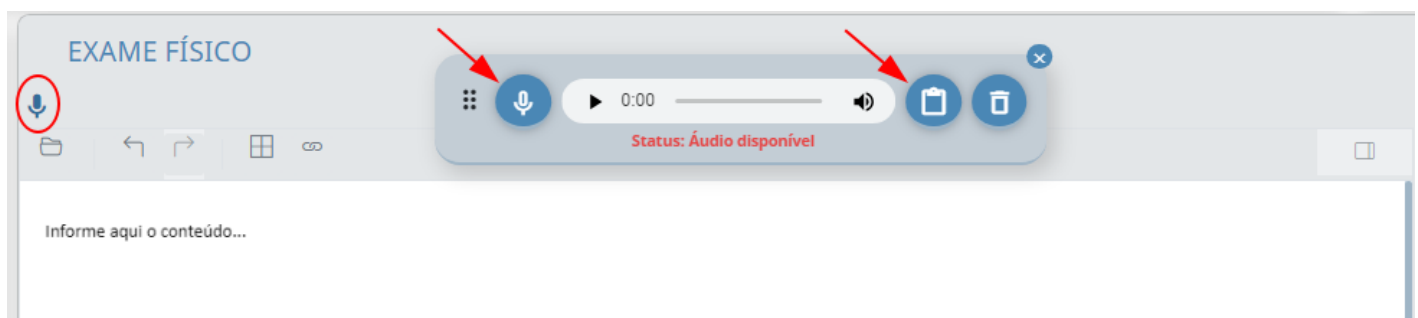 EXAME FÍSICO
0:00
Status: Áudio disponível
Informe aqui o conteúdo...